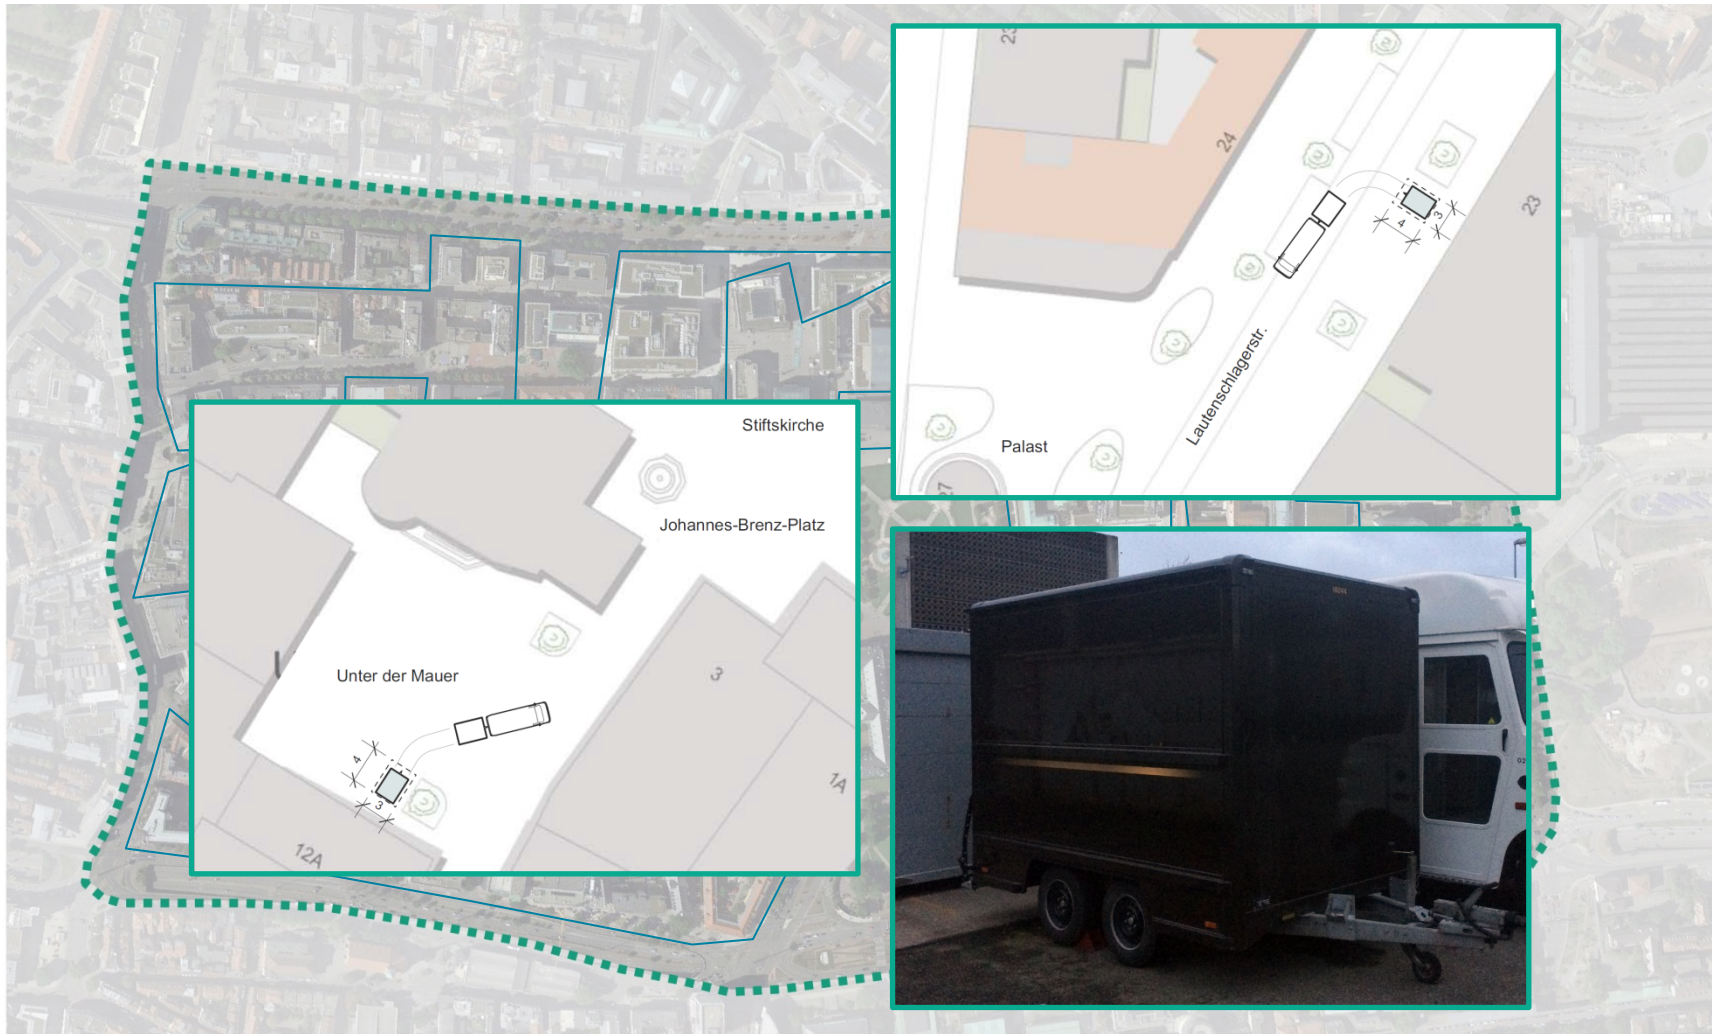 23
24
23
4
3
Lautenschlagerstr.
Palast
27
Stiftskirche
Johannes-Brenz-Platz
Unter der Mauer
3
4
3
1A
12A